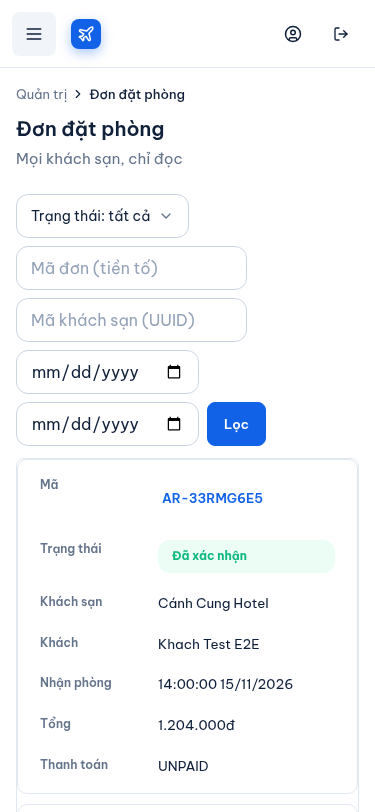 Quản trị > Đơn đặt phòng
Đơn đặt phòng
Mọi khách sạn, chỉ đọc
Trạng thái: tất cả
Mã đơn (tiền tố)
Mã khách sạn (UUID)
mm/dd/yyyy
mm/dd/yyyy Lọc
Mã AR-33RMG6E5
Trạng thái Đã xác nhận
Khách sạn Cánh Cung Hotel
Khách Khach Test E2E
Nhận phòng 14:00:00 15/11/2026
Tổng 1.204.000đ
Thanh toán UNPAID